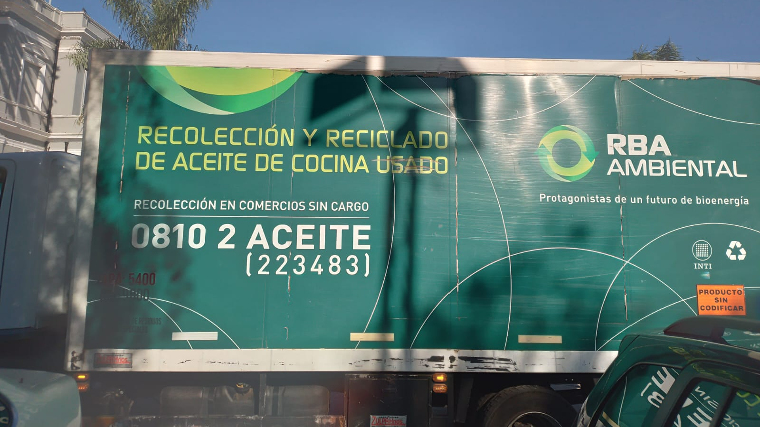 RECOLECCIÓN Y RECICLADO
DE ACEITE DE COCINA USADO
RECOLECCIÓN EN COMERCIOS SIN CARGO
0810 2 ACEITE
(223483)
5400
RBA
AMBIENTAL
Protagonistas de un futuro de bioenergía
INTI
PRODUCTO
SIN
CODIFICAR